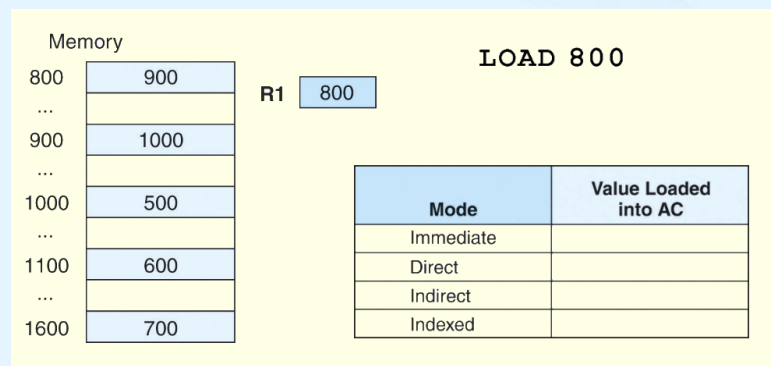 Memory
LOAD 800
800 900
R1 800
...
900 1000
...
1000 500
...
1100 600
...
1600 700
Mode Value Loaded into AC
Immediate
Direct
Indirect
Indexed